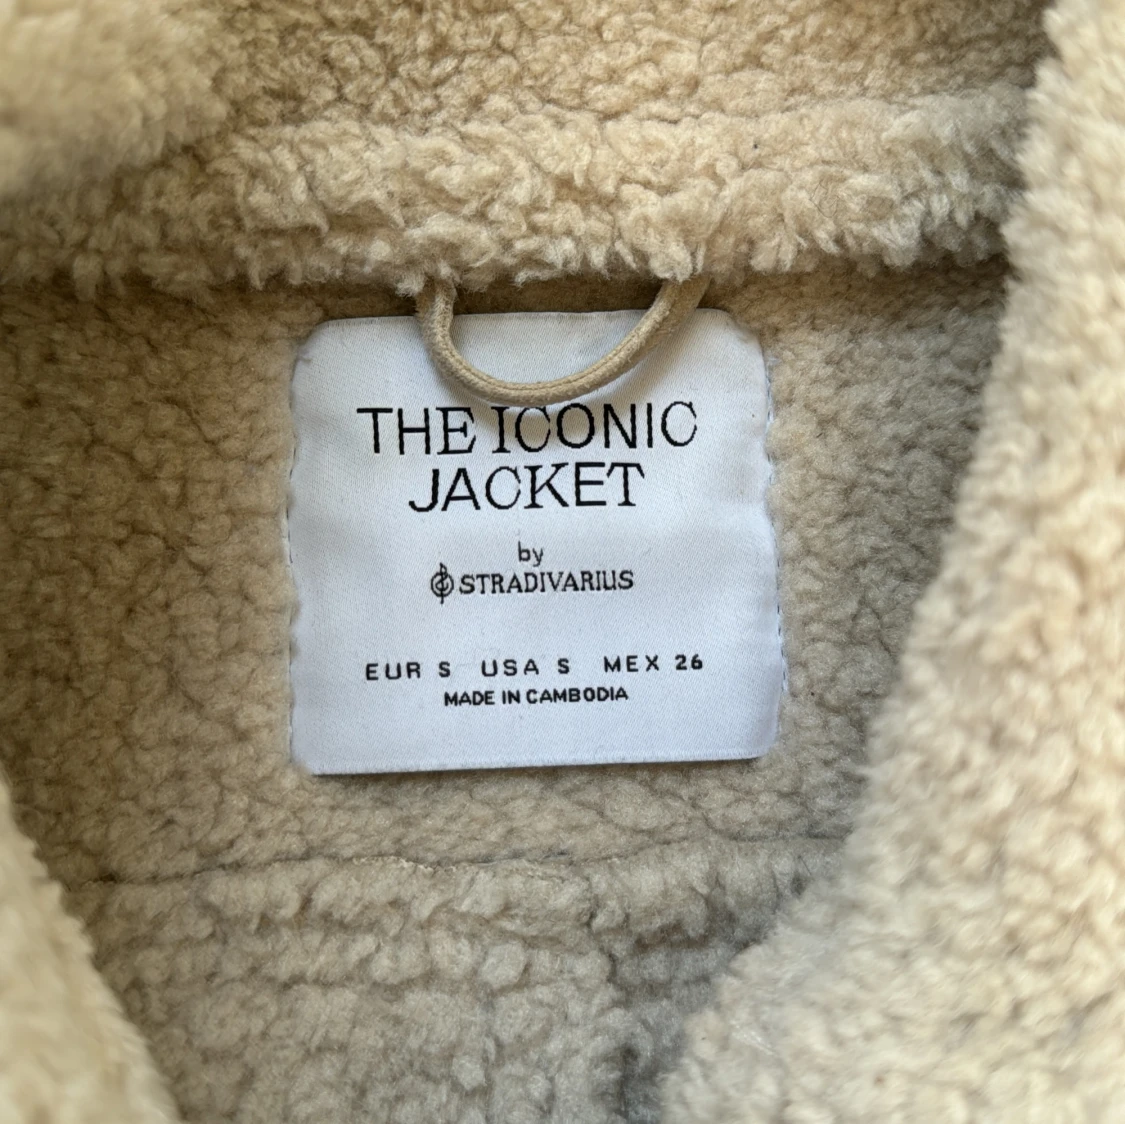 THE ICONIC
JACKET
by
STRADIVARIUS
EUR S USA S MEX 26
MADE IN CAMBODIA